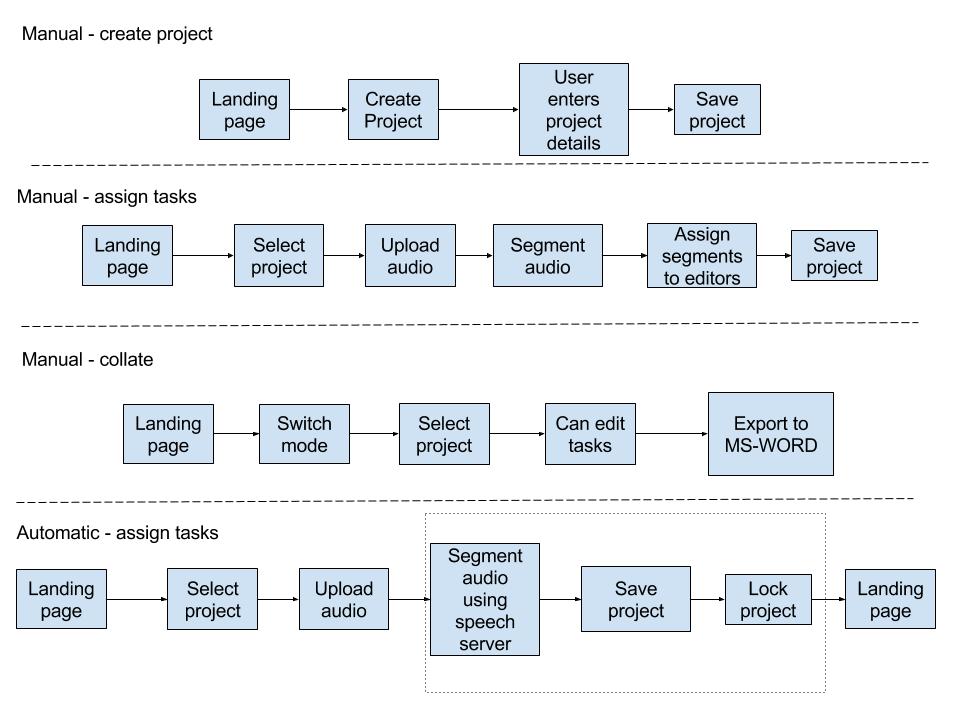 Manual - create project
Landing
page
Create
Project
User
enters
project
details
Save
project
Manual - assign tasks
Landing
page
Select
project
Upload
audio
Segment
audio
Assign
segments
to editors
Save
project
Manual - collate
Landing
page
Switch
mode
Select
project
Can edit
tasks
Export to
MS-WORD
Automatic - assign tasks
Landing
page
Select
project
Upload
audio
Segment
audio
using
speech
server
Save
project
Lock
project
Landing
page